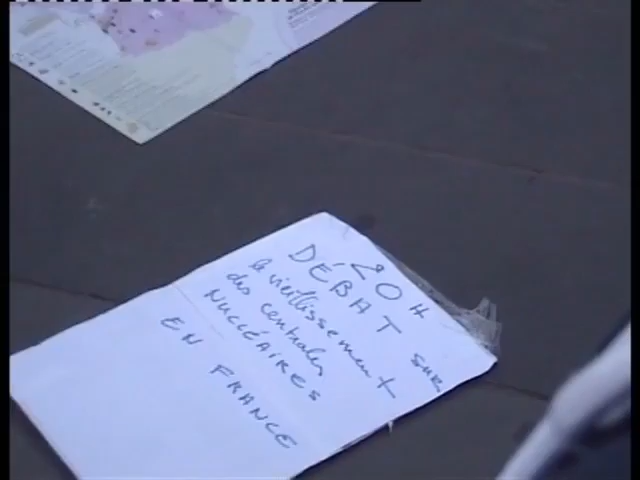 20H
DÉBAT SUR
le vieillissement
des centrales
NUCLÉAIRES
EN FRANCE